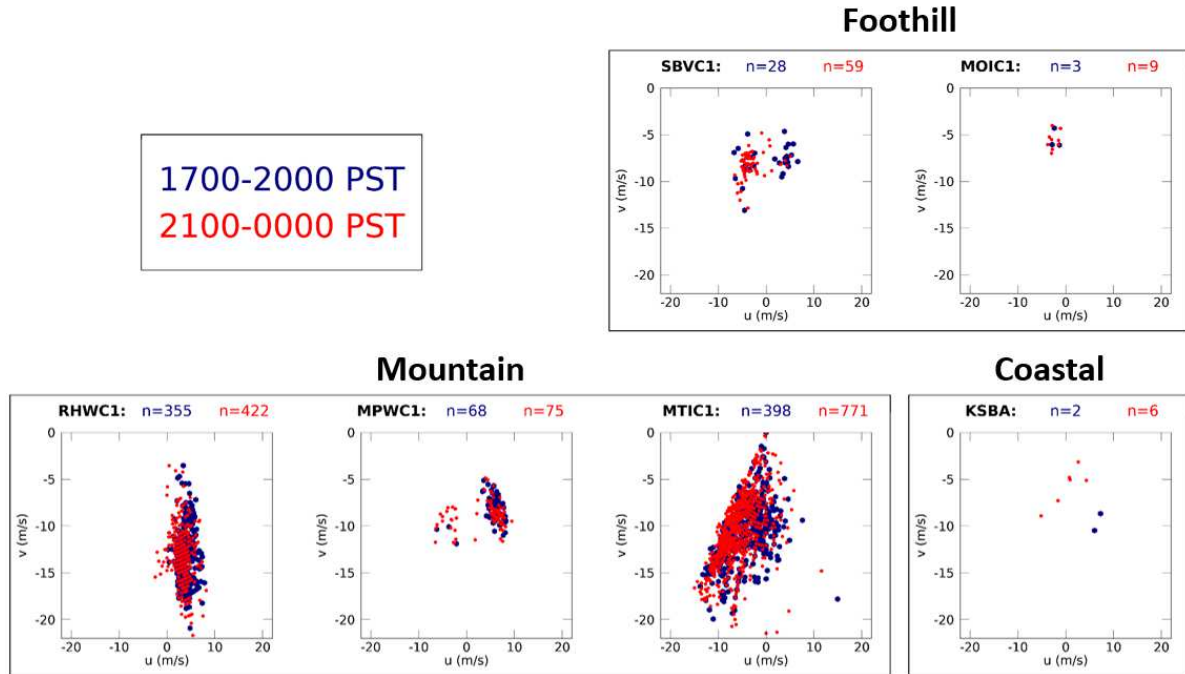 Foothill
SBVC1: n=28 n=59
MOIC1: n=3 n=9
0
-5
-10
-15
-20
v (m/s)
-20 -10 0 10 20
u (m/s)
0
-5
-10
-15
-20
v (m/s)
-20 -10 0 10 20
u (m/s)
1700-2000 PST
2100-0000 PST
Mountain
RHWC1: n=355 n=422
MPWC1: n=68 n=75
MTIC1: n=398 n=771
0
-5
-10
-15
-20
v (m/s)
-20 -10 0 10 20
u (m/s)
0
-5
-10
-15
-20
v (m/s)
-20 -10 0 10 20
u (m/s)
0
-5
-10
-15
-20
v (m/s)
-20 -10 0 10 20
u (m/s)
Coastal
KSBA: n=2 n=6
0
-5
-10
-15
-20
v (m/s)
-20 -10 0 10 20
u (m/s)